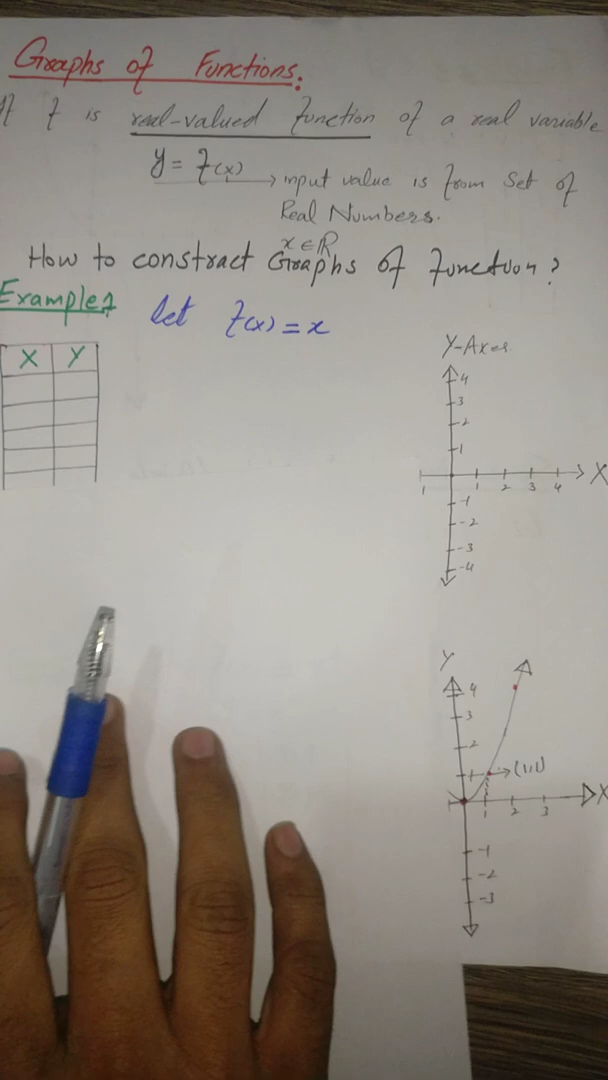 Graphs of Functions:
If f is real-valued function of a real variable
y = f(x) → input value is from Set of
Real Numbers.
x ∈ R
How to constract Graphs of function?
Example 1 let f(x) = x
X Y
Y-Axes
4
3
2
1
1 1 2 3 4 X
-1
-2
-3
-4
Y
4
3
2
1 → (1,1)
1 2 3 X
-1
-2
-3